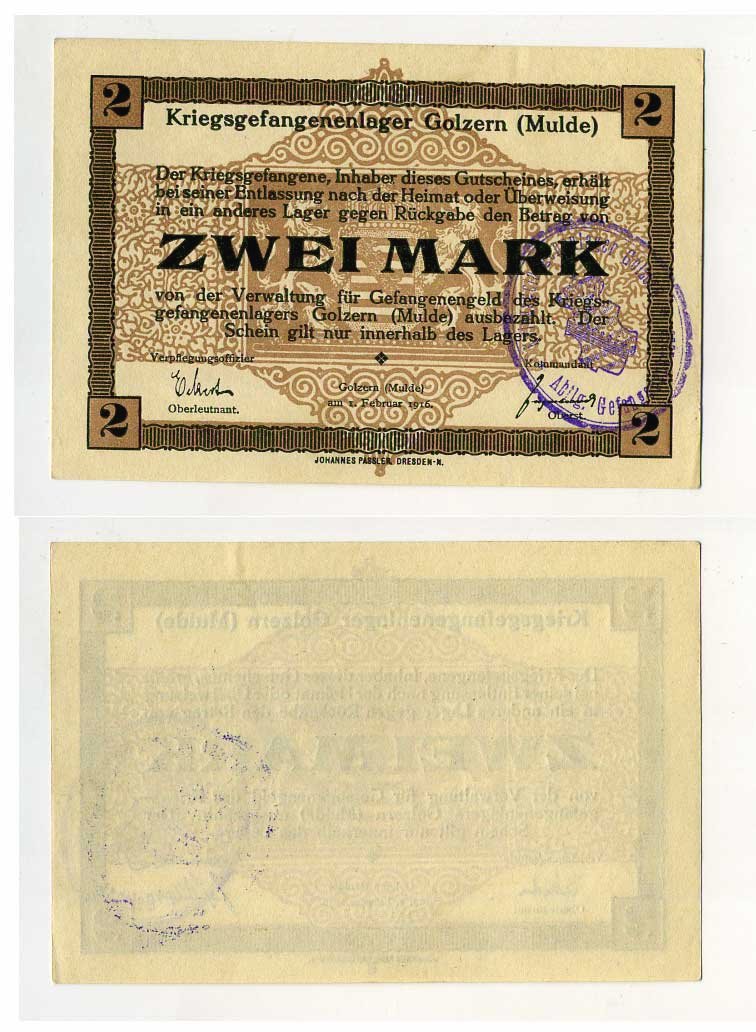 2 2
Kriegsgefangenenlager Golzern (Mulde)
Der Kriegsgefangene, Inhaber dieses Gutscheines, erhält
bei seiner Entlassung nach der Heimat oder Überweisung
in ein anderes Lager gegen Rückgabe den Betrag von
ZWEI MARK
von der Verwaltung für Gefangenengeld des Kriegs-
gefangenenlagers Golzern (Mulde) ausbezahlt. Der
Schein gilt nur innerhalb des Lagers.
Verpflegungsoffizier Kommandant
Eckert
Golzern (Mulde)
Oberleutnant. am 1. Februar 1916. Oberst.
Abtlg. Gefan
2 2
JOHANNES PÄSSLER, DRESDEN-N.